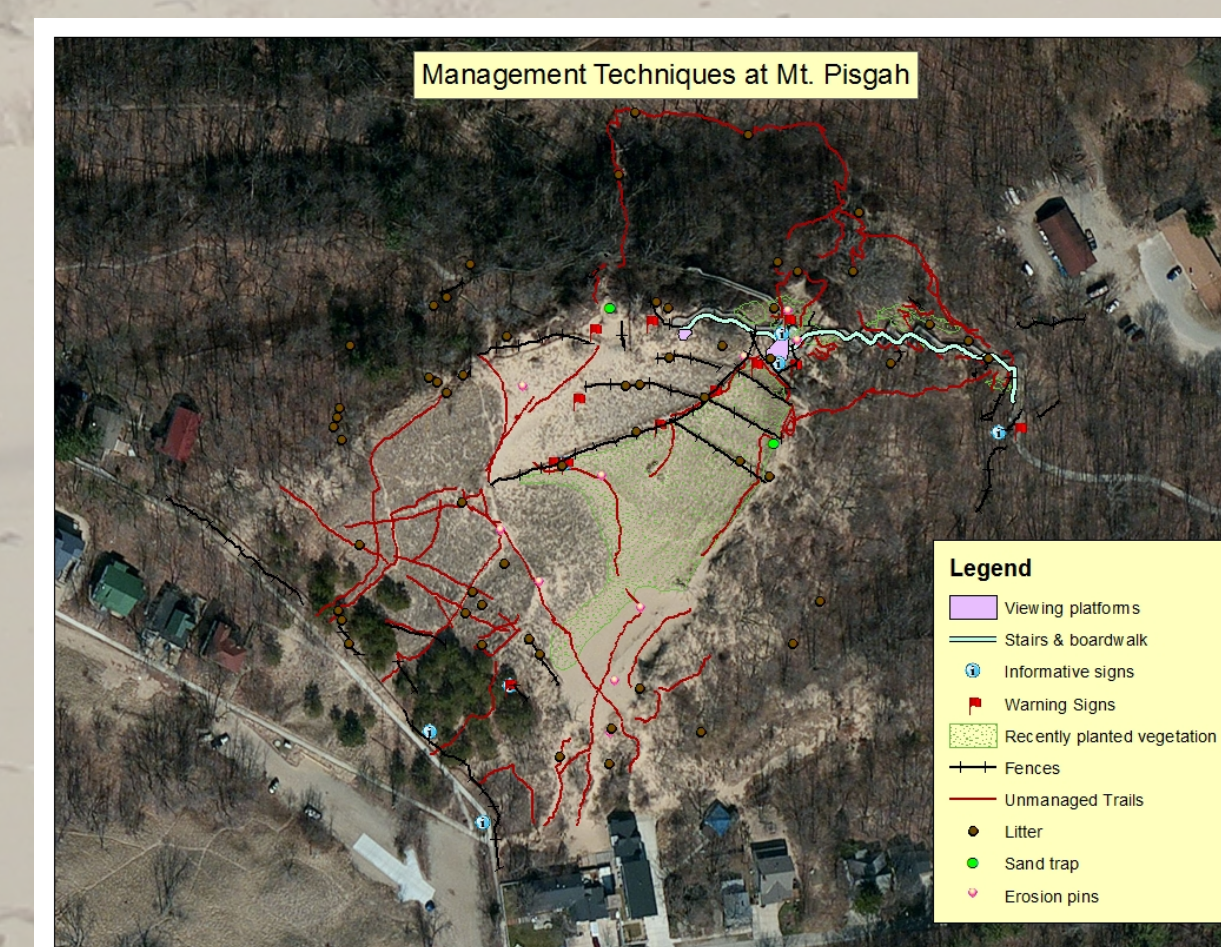 Management Techniques at Mt. Pisgah
Legend
Viewing platforms
Stairs & boardwalk
Informative signs
Warning Signs
Recently planted vegetation
Fences
Unmanaged Trails
Litter
Sand trap
Erosion pins